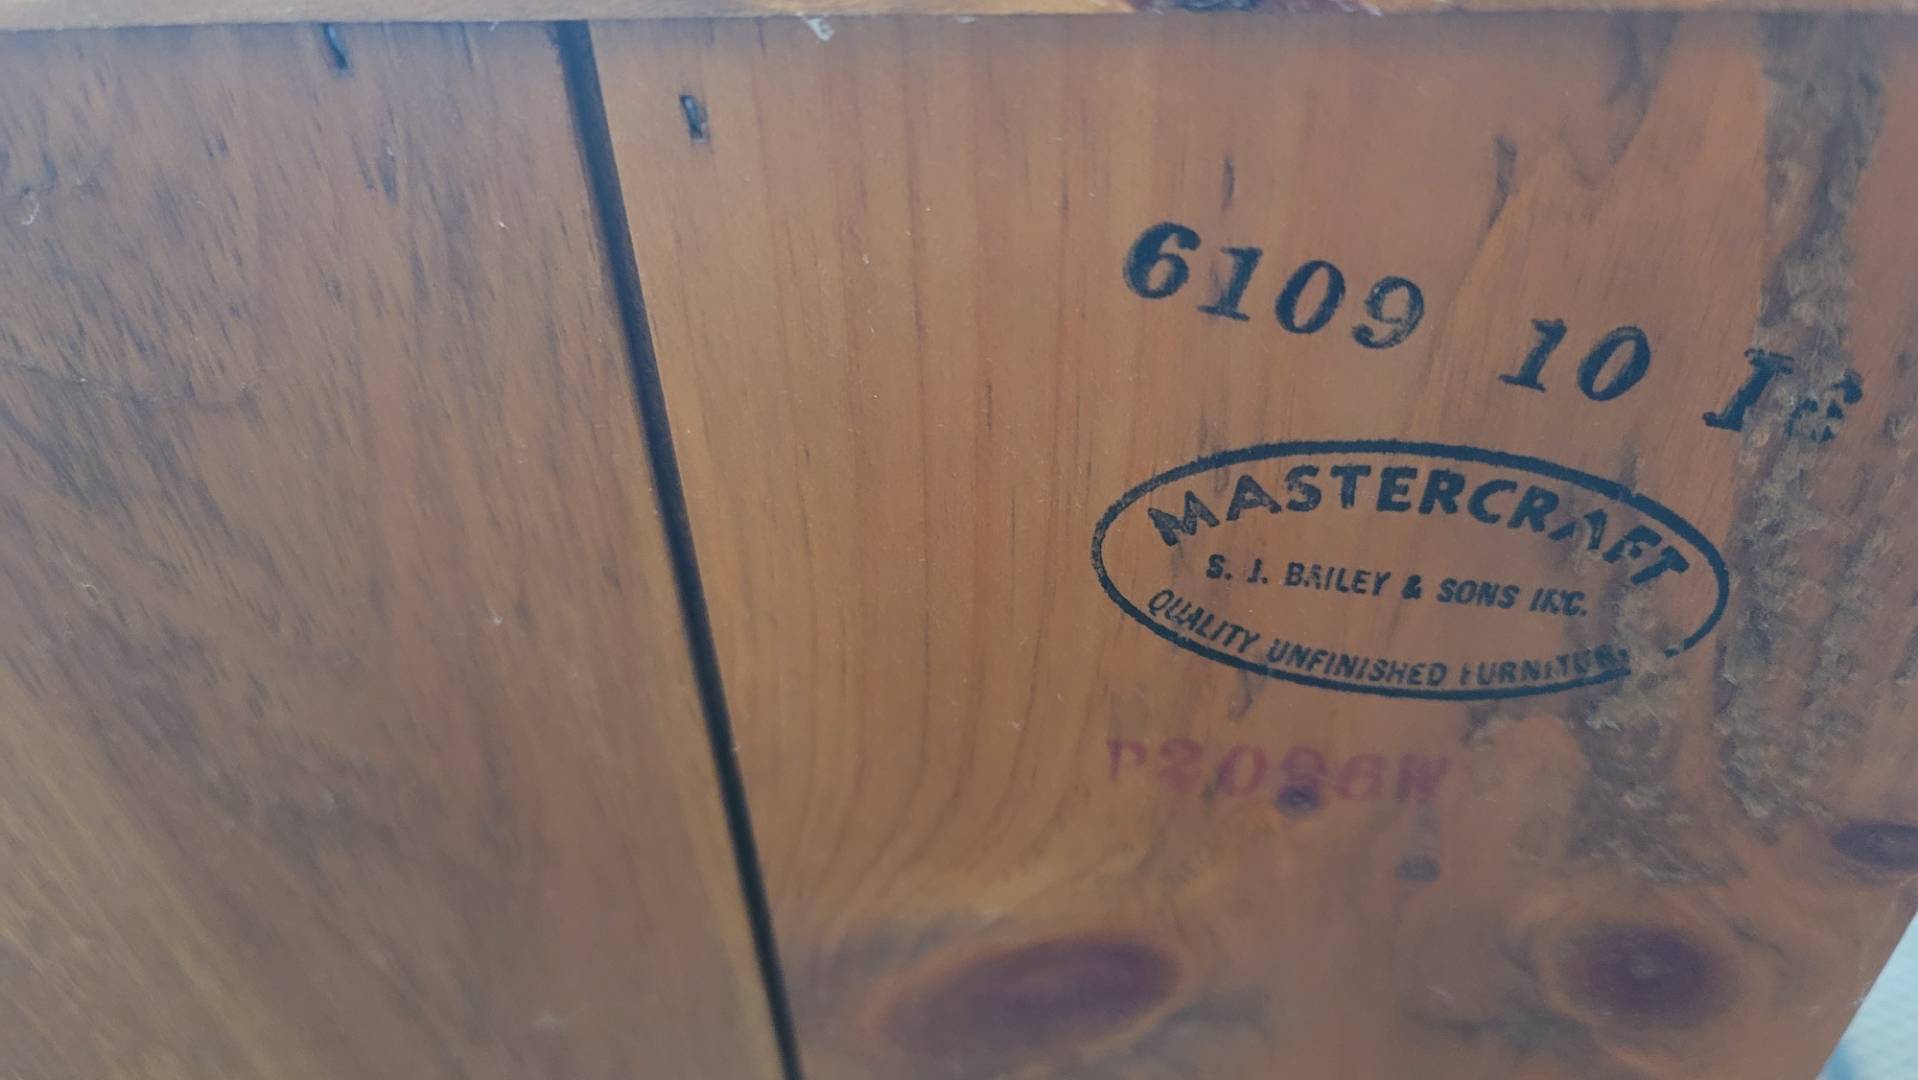 6109 10
MASTERCRAFT
S. J. BAILEY & SONS INC.
QUALITY UNFINISHED FURNITURE